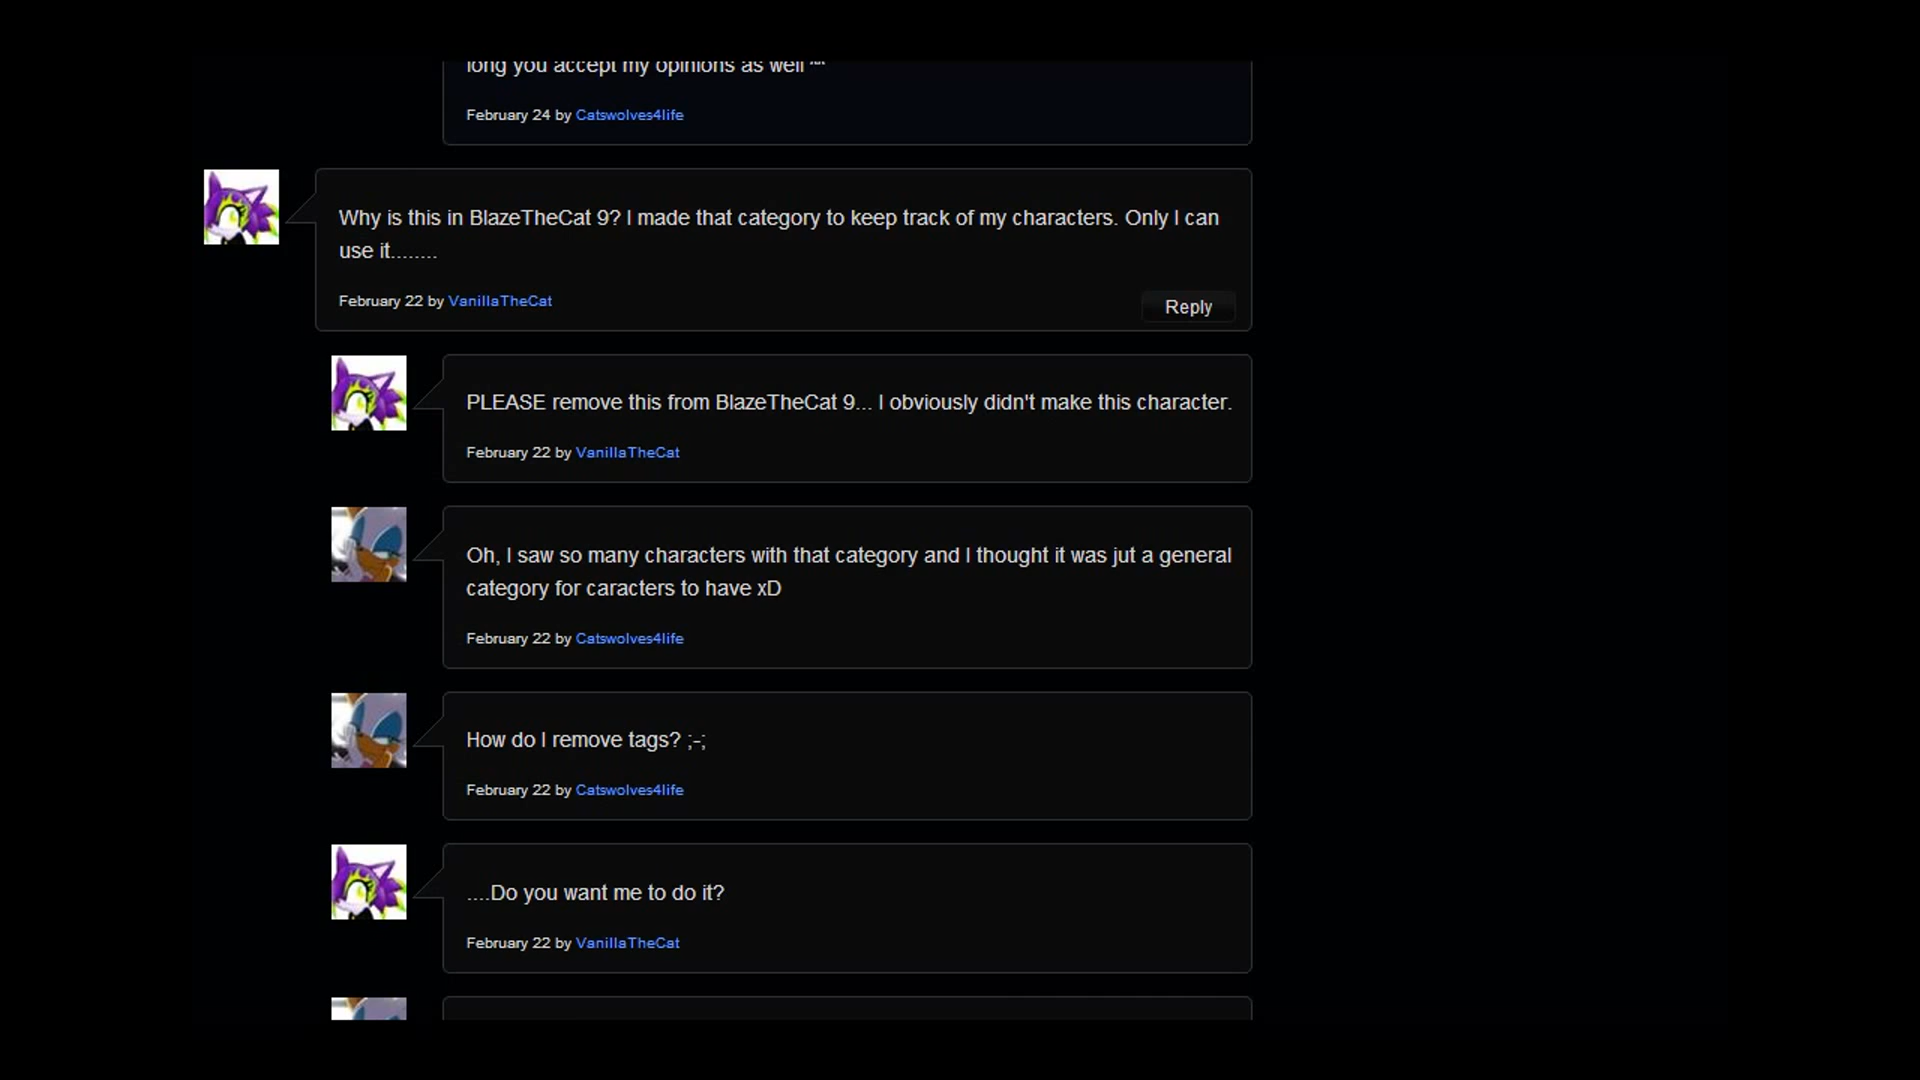 long you accept my opinions as well ^^
February 24 by Catswolves4life
Why is this in BlazeTheCat 9? I made that category to keep track of my characters. Only I can
use it........
February 22 by VanillaTheCat
Reply
PLEASE remove this from BlazeTheCat 9... I obviously didn't make this character.
February 22 by VanillaTheCat
Oh, I saw so many characters with that category and I thought it was jut a general
category for caracters to have xD
February 22 by Catswolves4life
How do I remove tags? ;-;
February 22 by Catswolves4life
....Do you want me to do it?
February 22 by VanillaTheCat